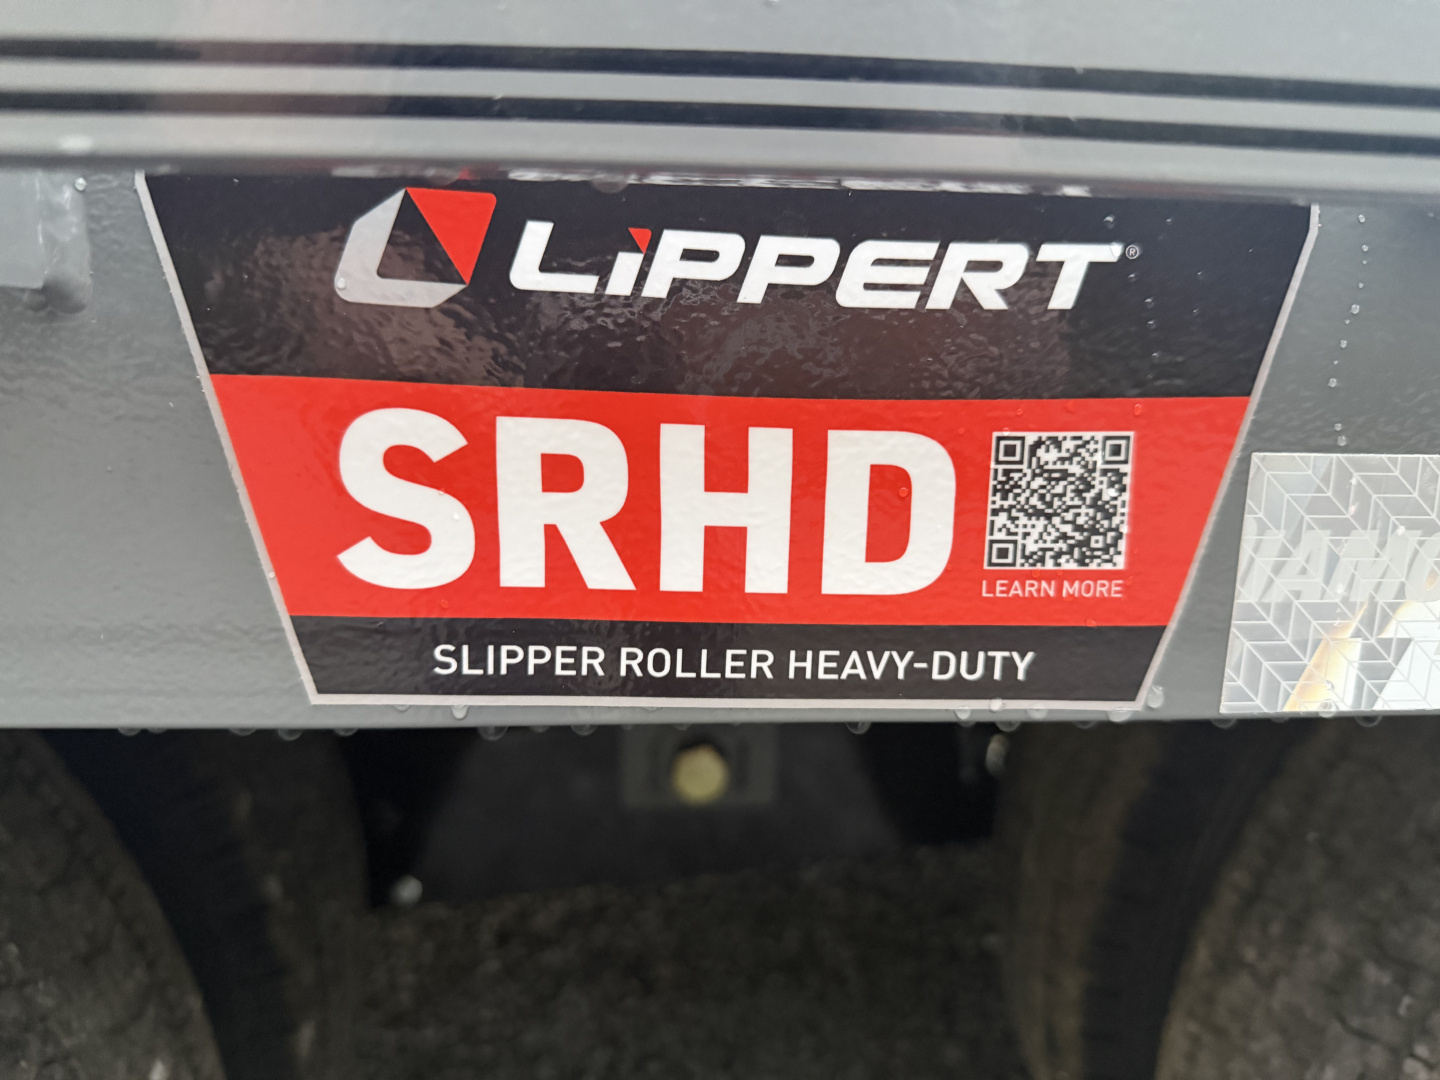 LiPPERT®
SRHD
LEARN MORE
SLIPPER ROLLER HEAVY-DUTY